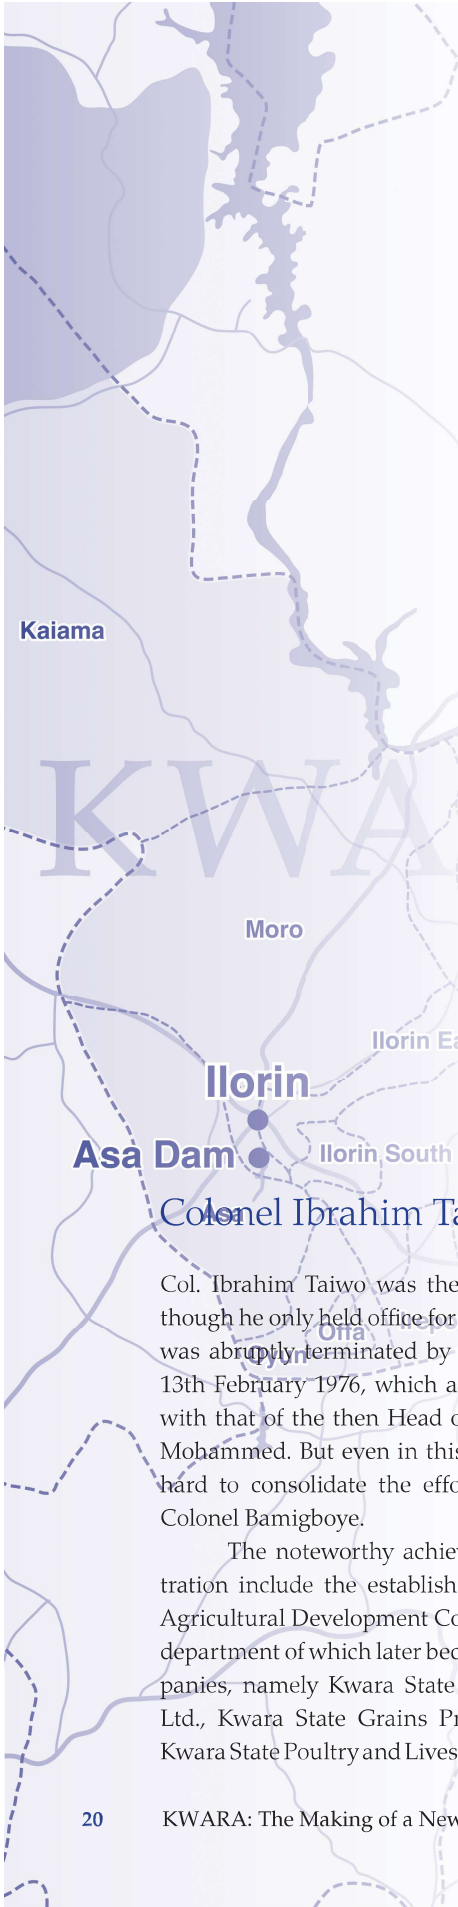 Kaiama
KWA
Moro
Ilorin Ea
Ilorin
Asa Dam
Ilorin South
Asa
Colonel Ibrahim Ta
Col. Ibrahim Taiwo was the
though he only held office for
Offa
was abruptly terminated by
Oyun
13th February 1976, which a
with that of the then Head o
Mohammed. But even in this
hard to consolidate the effo
Colonel Bamigboye.
The noteworthy achiev
tration include the establish
Agricultural Development Co
department of which later bec
panies, namely Kwara State
Ltd., Kwara State Grains Pr
Kwara State Poultry and Lives
20 KWARA: The Making of a New